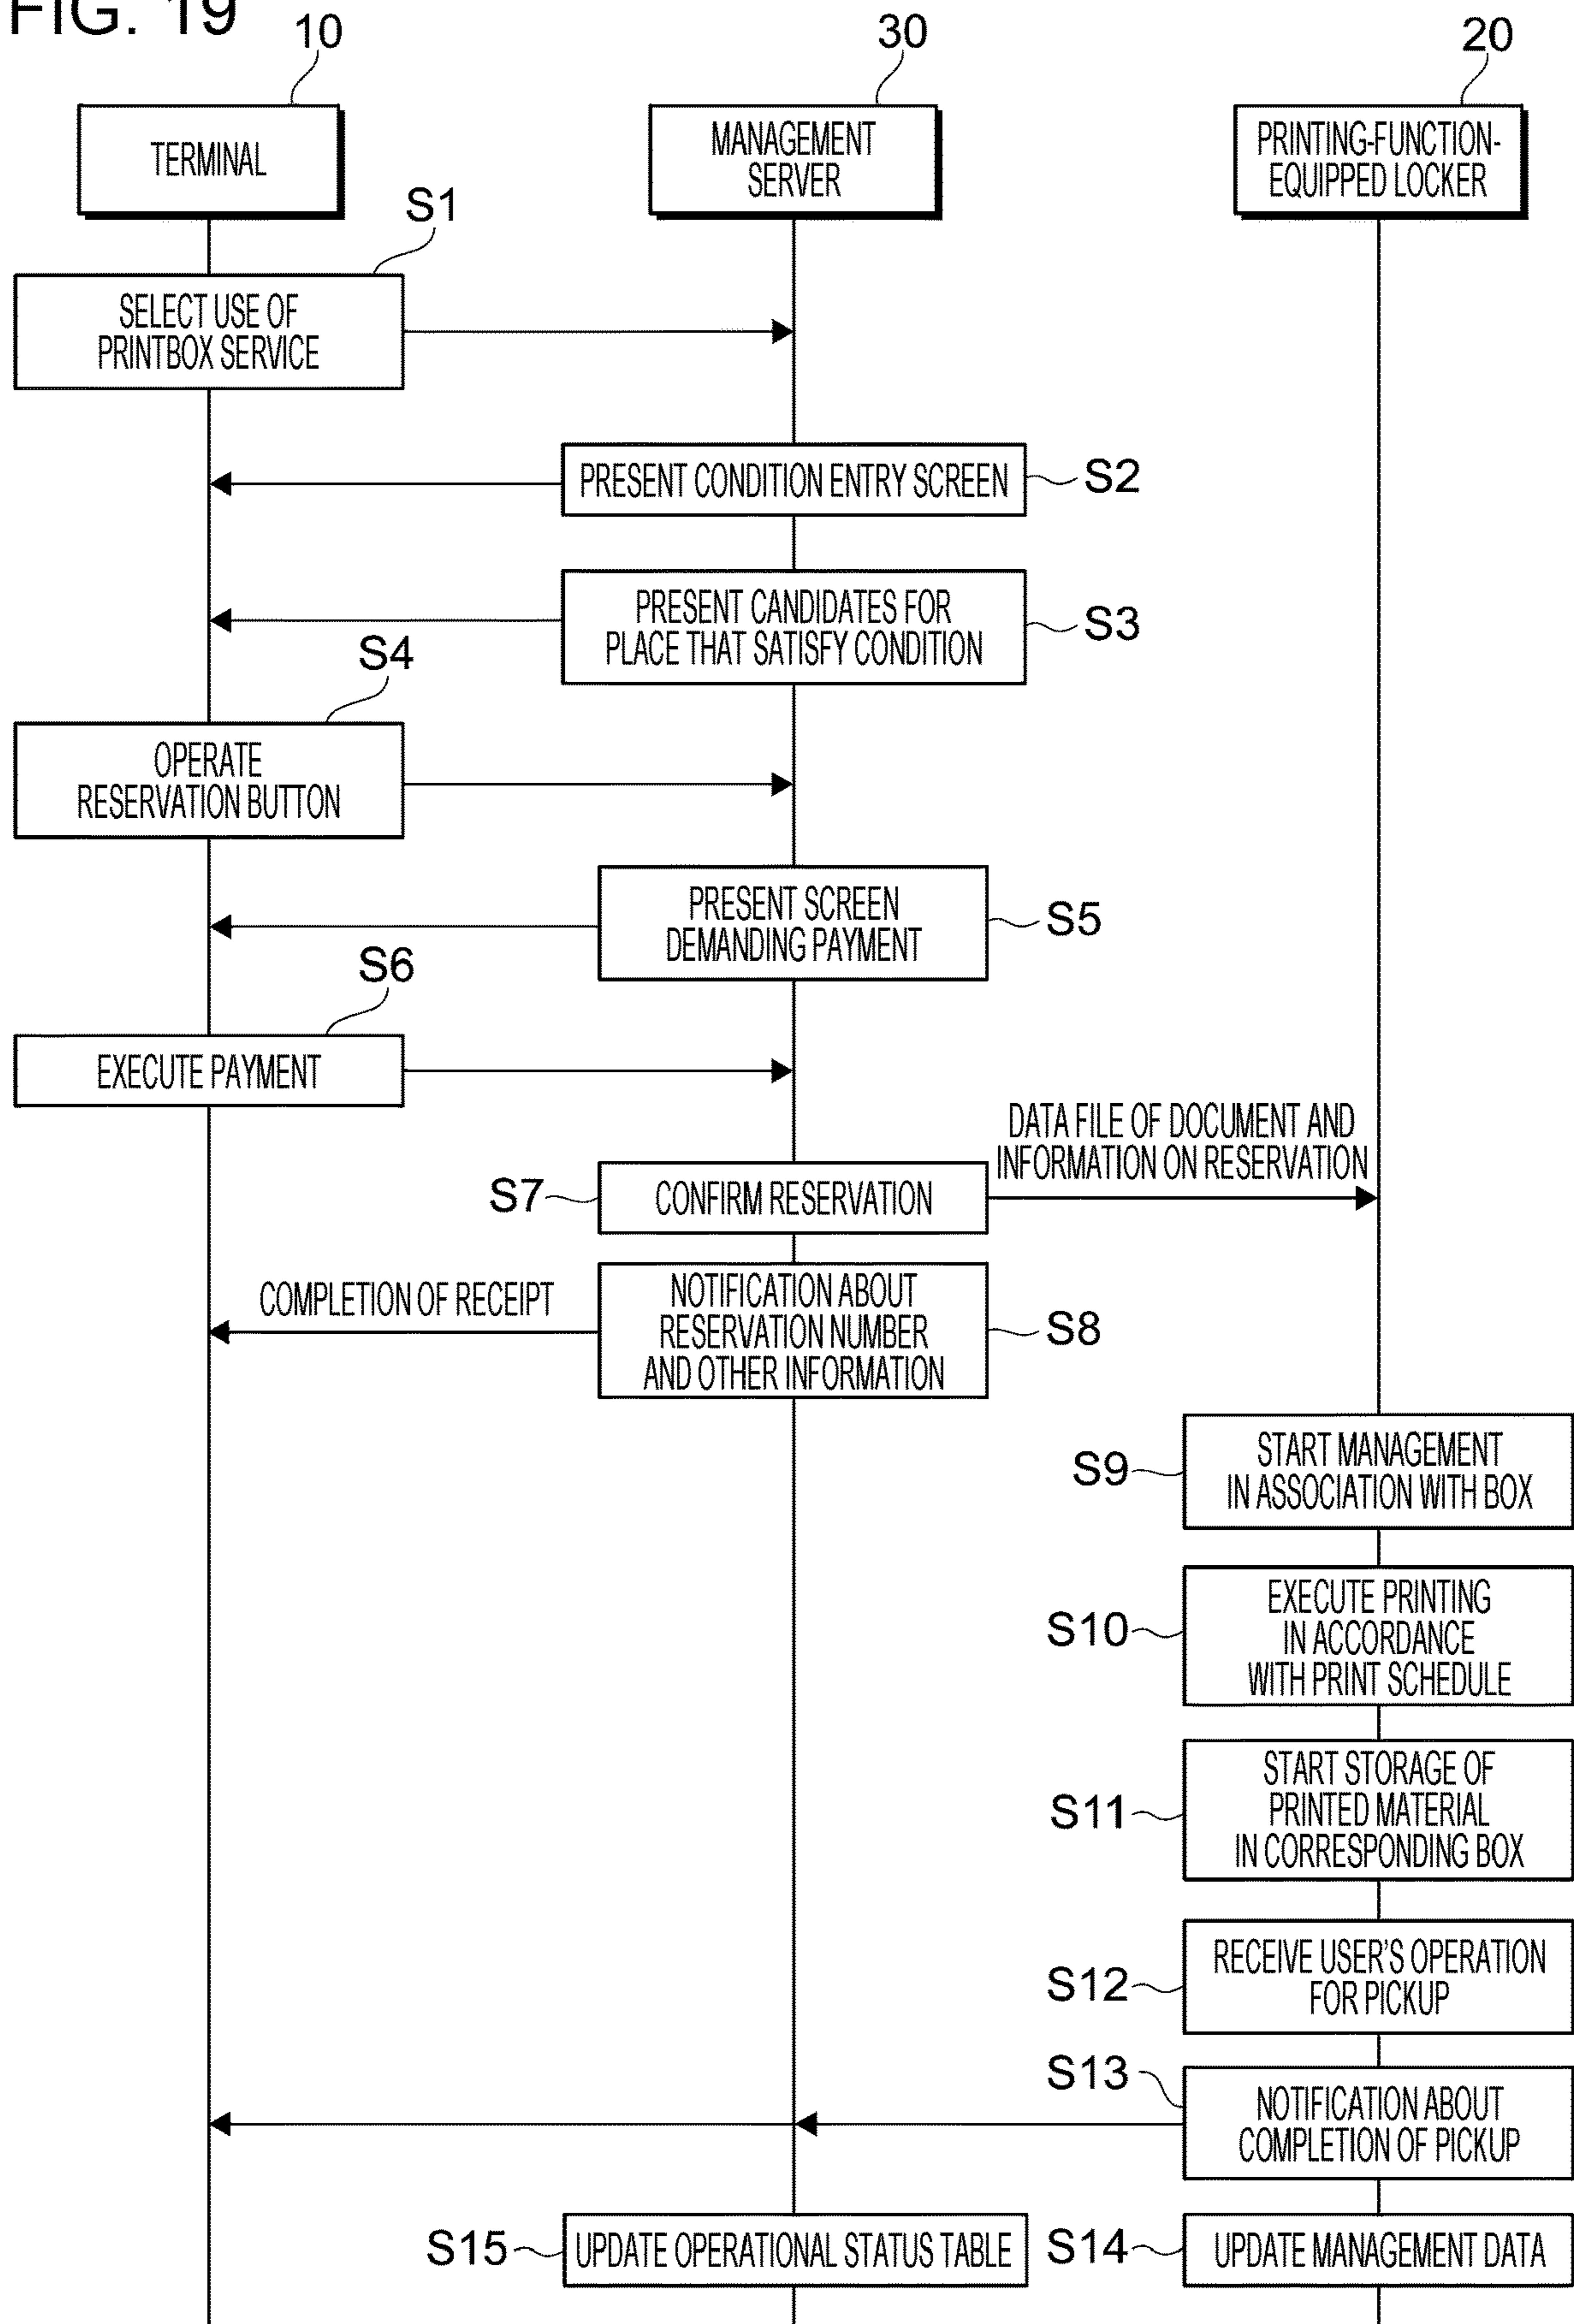 FIG. 19
10
30
20
TERMINAL
MANAGEMENT
SERVER
PRINTING-FUNCTION-
EQUIPPED LOCKER
S1
SELECT USE OF
PRINTBOX SERVICE
PRESENT CONDITION ENTRY SCREEN
S2
PRESENT CANDIDATES FOR
PLACE THAT SATISFY CONDITION
S3
S4
OPERATE
RESERVATION BUTTON
PRESENT SCREEN
DEMANDING PAYMENT
S5
S6
EXECUTE PAYMENT
DATA FILE OF DOCUMENT AND
INFORMATION ON RESERVATION
S7
CONFIRM RESERVATION
COMPLETION OF RECEIPT
NOTIFICATION ABOUT
RESERVATION NUMBER
AND OTHER INFORMATION
S8
S9
START MANAGEMENT
IN ASSOCIATION WITH BOX
S10
EXECUTE PRINTING
IN ACCORDANCE
WITH PRINT SCHEDULE
S11
START STORAGE OF
PRINTED MATERIAL
IN CORRESPONDING BOX
S12
RECEIVE USER'S OPERATION
FOR PICKUP
S13
NOTIFICATION ABOUT
COMPLETION OF PICKUP
S15
UPDATE OPERATIONAL STATUS TABLE
S14
UPDATE MANAGEMENT DATA